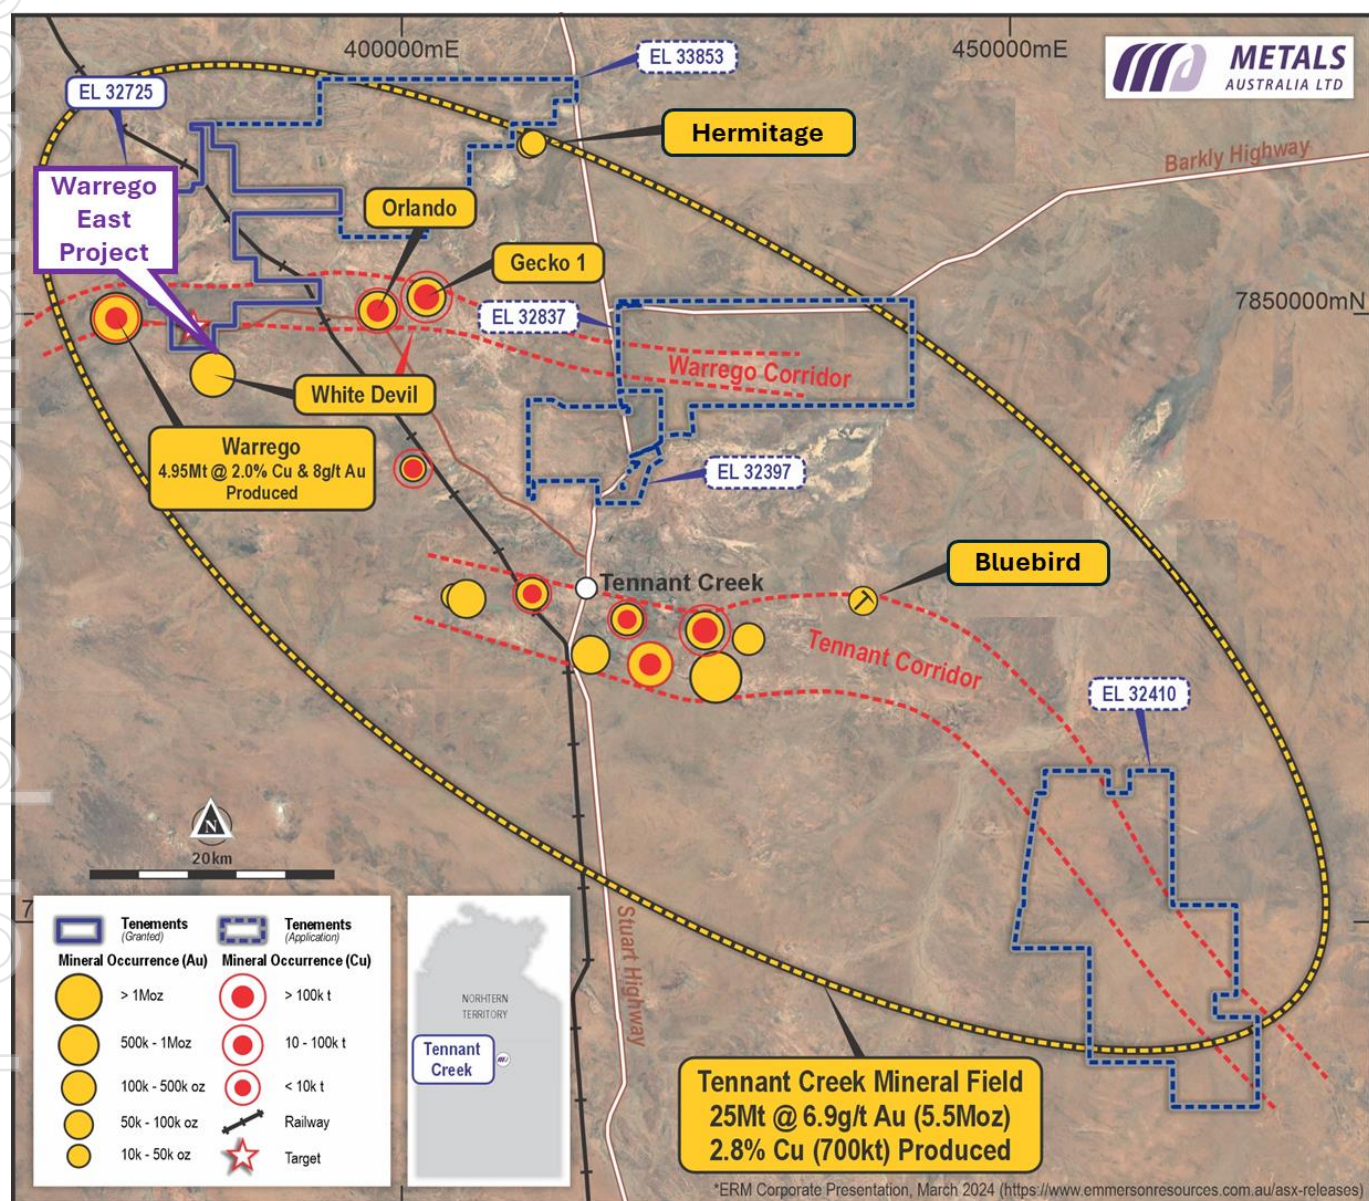 400000mE
450000mE
METALS
AUSTRALIA LTD
EL 33853
EL 32725
Hermitage
Barkly Highway
Warrego
East
Project
Orlando
Gecko 1
7850000mN
EL 32837
Warrego Corridor
White Devil
Warrego
4.95Mt @ 2.0% Cu & 8g/t Au
Produced
EL 32397
Bluebird
Tennant Creek
Tennant Corridor
EL 32410
N
20km
Stuart Highway
7
Tenements
(Granted)
Tenements
(Application)
Mineral Occurrence (Au)
Mineral Occurrence (Cu)
> 1Moz
> 100k t
500k - 1Moz
10 - 100k t
100k - 500k oz
< 10k t
50k - 100k oz
Railway
10k - 50k oz
Target
NORHTERN
TERRITORY
Tennant
Creek
Tennant Creek Mineral Field
25Mt @ 6.9g/t Au (5.5Moz)
2.8% Cu (700kt) Produced
*ERM Corporate Presentation, March 2024 (https://www.emmersonresources.com.au/asx-releases)